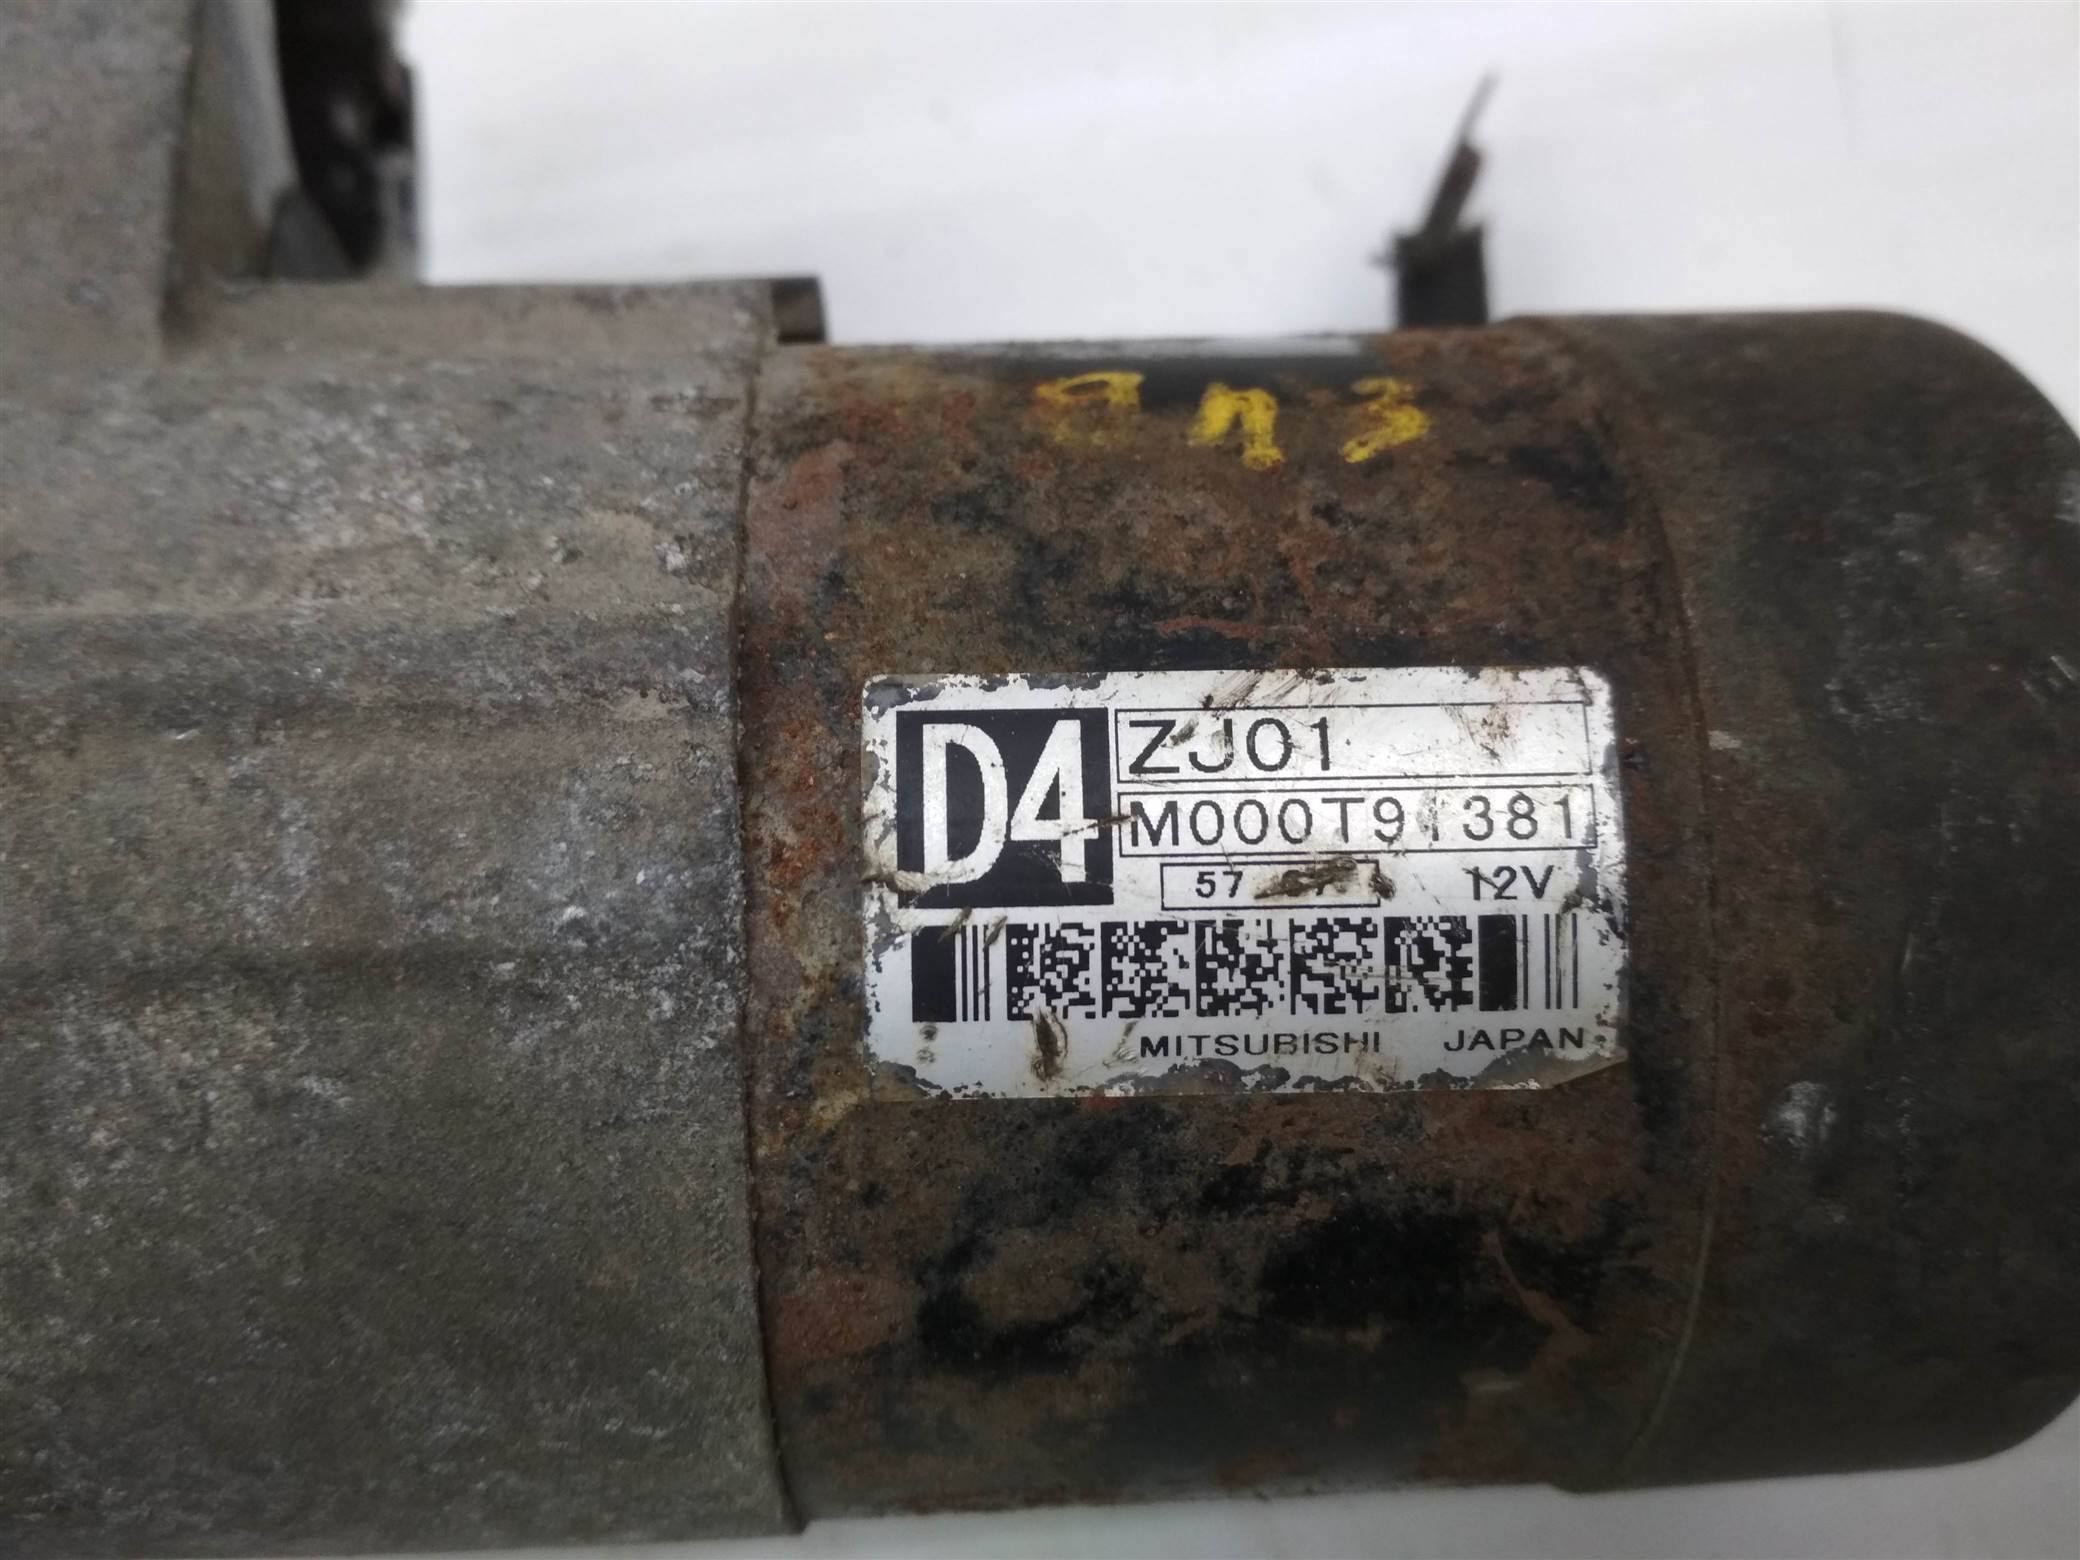 D4
ZJ01
M000T91381
57
12V
MITSUBISHI JAPAN